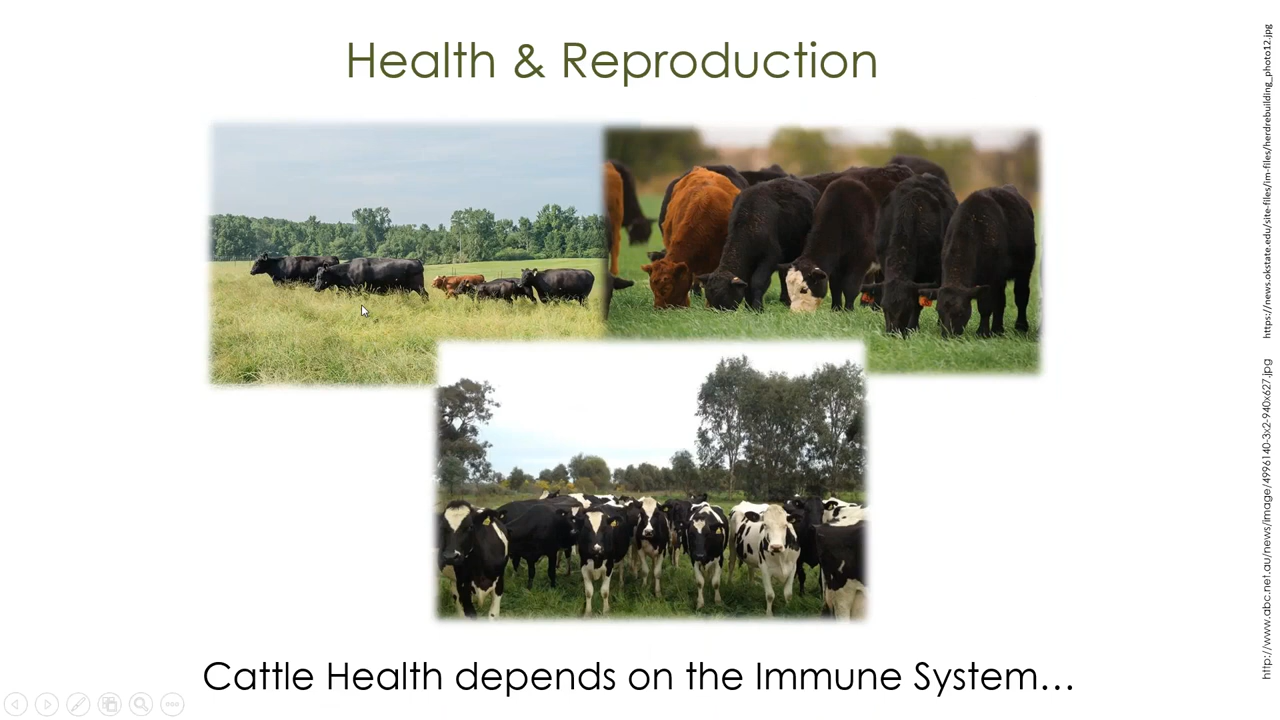 Health & Reproduction
Cattle Health depends on the Immune System…
http://www.abc.net.au/news/image/4996140-3x2-940x627.jpg
https://news.okstate.edu/site-files/im-files/herdrebuilding_photo12.jpg